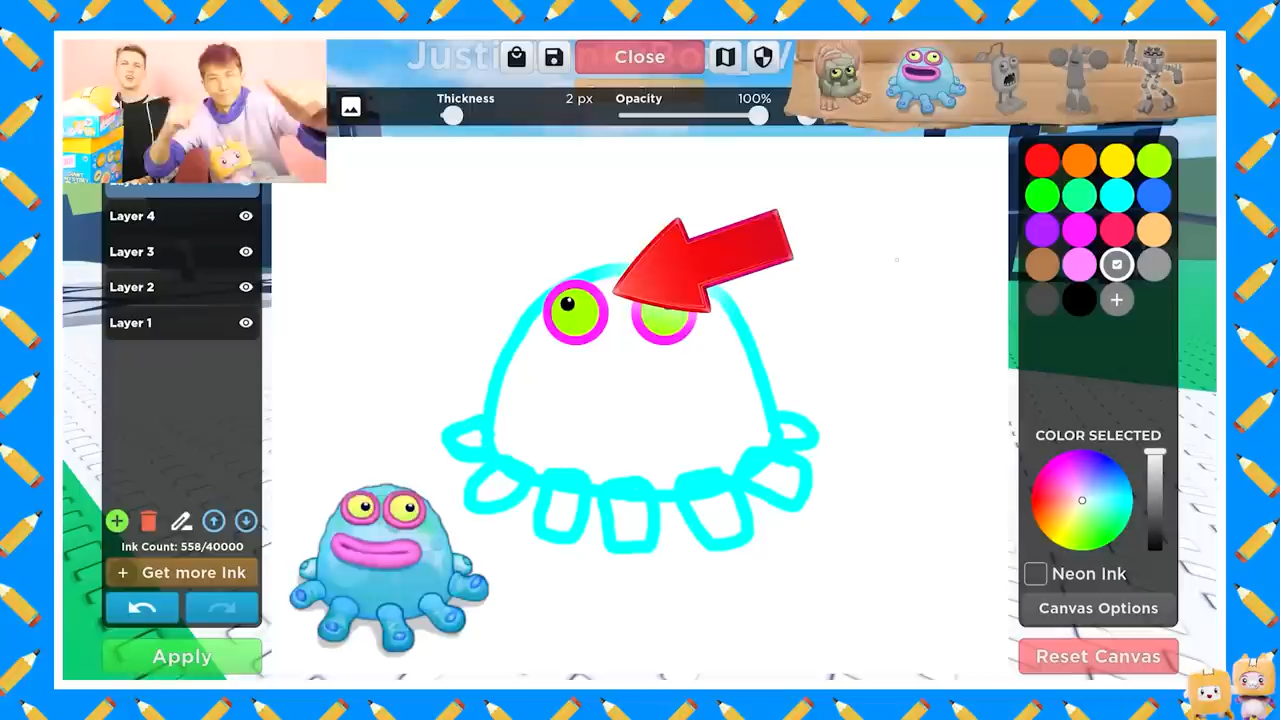 Close
Thickness
2 px
Opacity
100%
Layer 4
Layer 3
Layer 2
Layer 1
Ink Count: 558/40000
+ Get more Ink
Apply
COLOR SELECTED
Neon Ink
Canvas Options
Reset Canvas